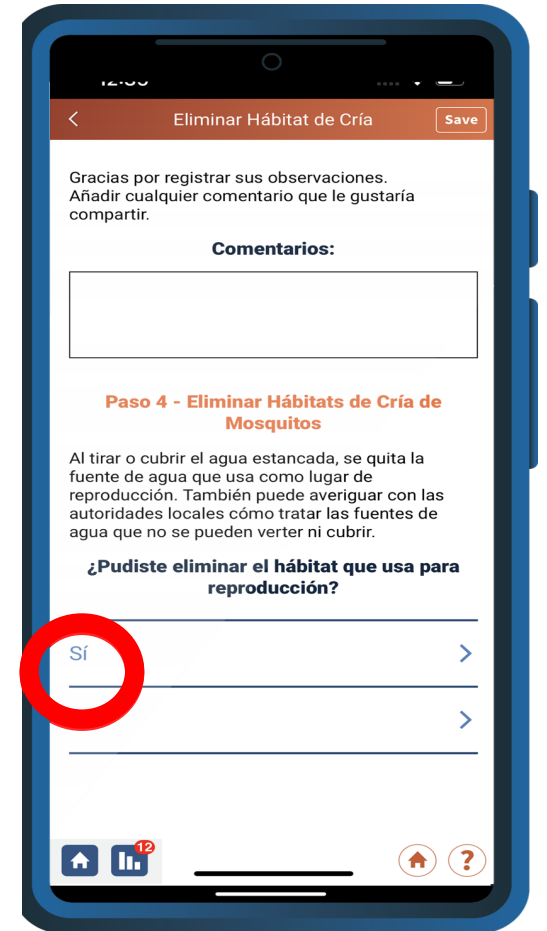 Eliminar Hábitat de Cría
Save
Gracias por registrar sus observaciones.
Añadir cualquier comentario que le gustaría
compartir.
Comentarios:
Paso 4 - Eliminar Hábitats de Cría de
Mosquitos
Al tirar o cubrir el agua estancada, se quita la
fuente de agua que usa como lugar de
reproducción. También puede averiguar con las
autoridades locales cómo tratar las fuentes de
agua que no se pueden verter ni cubrir.
¿Pudiste eliminar el hábitat que usa para
reproducción?
Sí
12
?